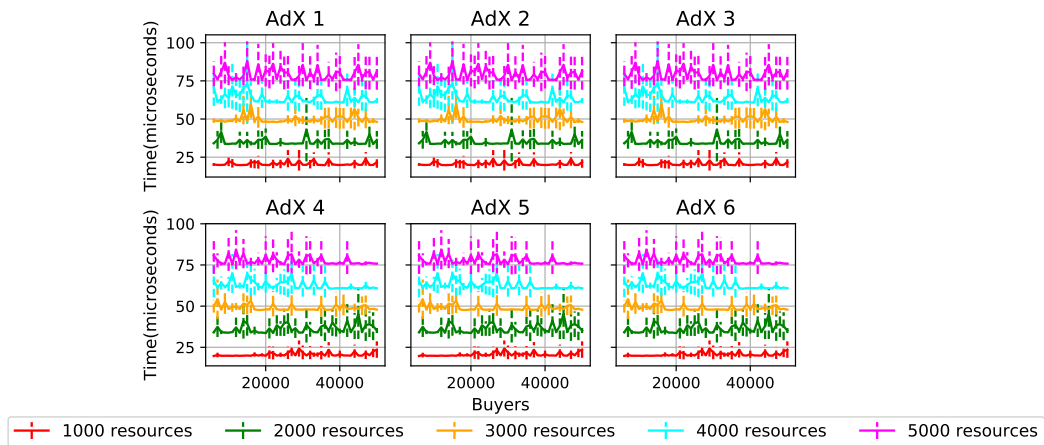 AdX 1 AdX 2 AdX 3
Time(microseconds)
100
75
50
25
AdX 4 AdX 5 AdX 6
Time(microseconds)
100
75
50
25
20000 40000 20000 40000 20000 40000
Buyers
1000 resources 2000 resources 3000 resources 4000 resources 5000 resources